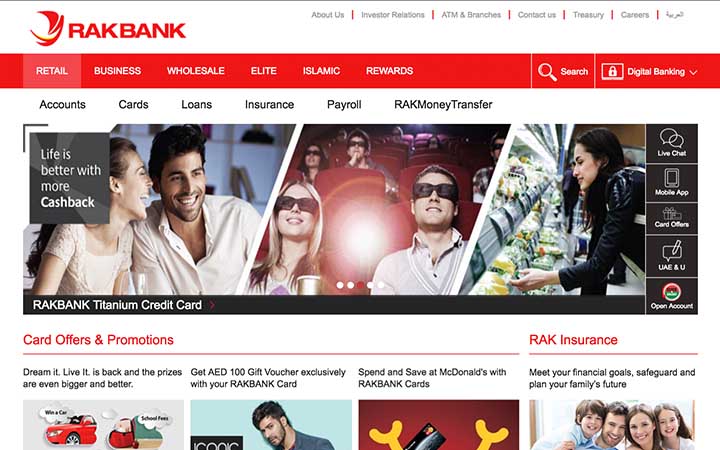 RAKBANK
About Us | Investor Relations | ATM & Branches | Contact us | Treasury | Careers | العربية
RETAIL BUSINESS WHOLESALE ELITE ISLAMIC REWARDS Search Digital Banking
Accounts Cards Loans Insurance Payroll RAKMoneyTransfer
Life is
better with
more
Cashback
Live Chat
Mobile App
Card Offers
UAE & U
Open Account
RAKBANK Titanium Credit Card
Card Offers & Promotions
Dream it. Live It. is back and the prizes
are even bigger and better.
Win a Car
School Fees
Get AED 100 Gift Voucher exclusively
with your RAKBANK Card
ICONIC
Spend and Save at McDonald's with
RAKBANK Cards
RAK Insurance
Meet your financial goals, safeguard and
plan your family's future